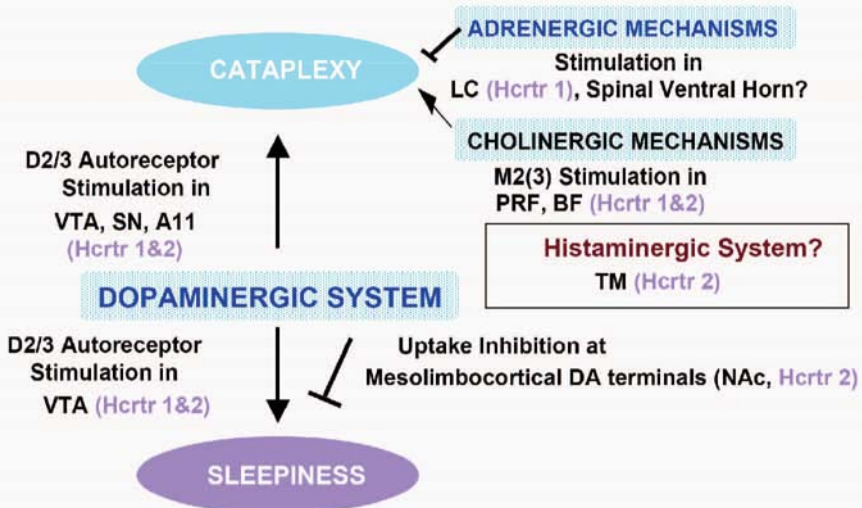 CATAPLEXY
ADRENERGIC MECHANISMS
Stimulation in
LC (Hcrtr 1), Spinal Ventral Horn?
CHOLINERGIC MECHANISMS
M2(3) Stimulation in
PRF, BF (Hcrtr 1&2)
D2/3 Autoreceptor
Stimulation in
VTA, SN, A11
(Hcrtr 1&2)
Histaminergic System?
TM (Hcrtr 2)
DOPAMINERGIC SYSTEM
D2/3 Autoreceptor
Stimulation in
VTA (Hcrtr 1&2)
Uptake Inhibition at
Mesolimbocortical DA terminals (NAc, Hcrtr 2)
SLEEPINESS